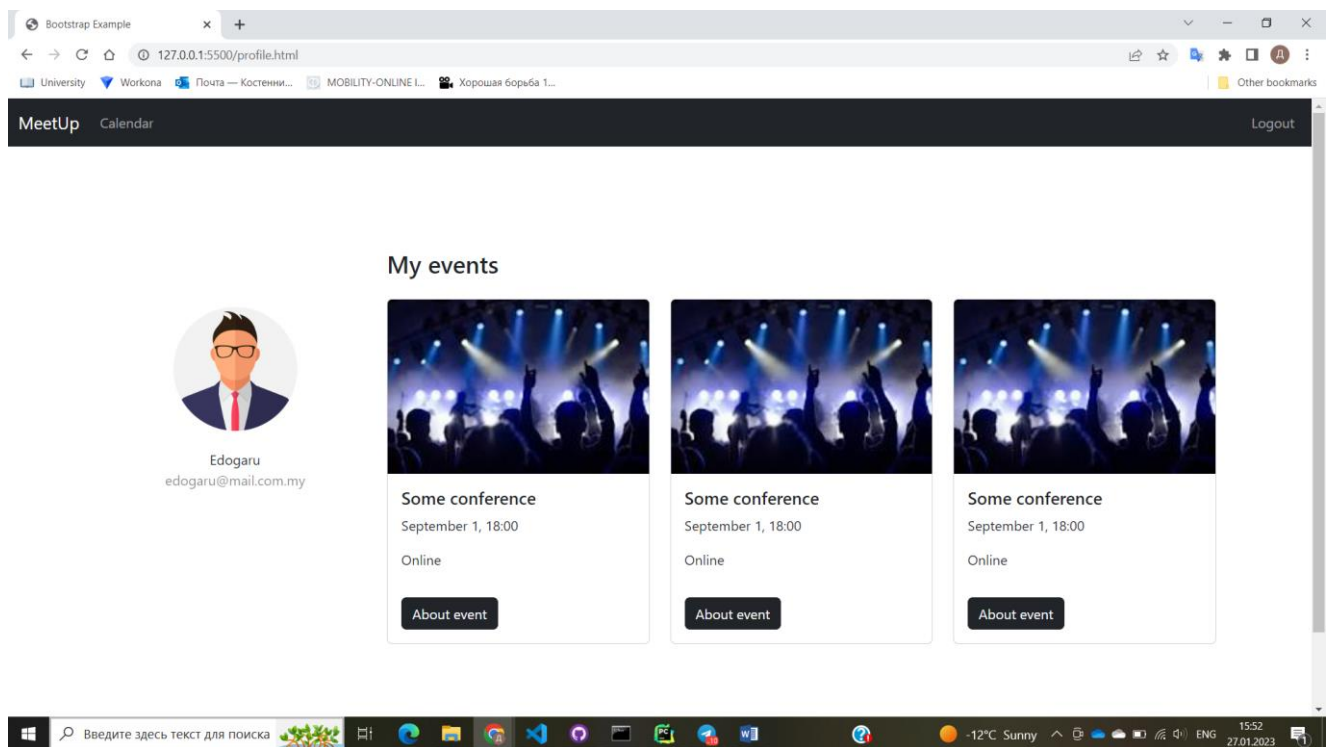 Bootstrap Example
127.0.0.1:5500/profile.html
University Workona Почта — Костенни... MOBILITY-ONLINE I... Хорошая борьба 1... Other bookmarks
MeetUp Calendar Logout
My events
Edogaru
edogaru@mail.com.my
Some conference
September 1, 18:00
Online
About event
Some conference
September 1, 18:00
Online
About event
Some conference
September 1, 18:00
Online
About event
Введите здесь текст для поиска
-12°C Sunny
ENG
15:52
27.01.2023